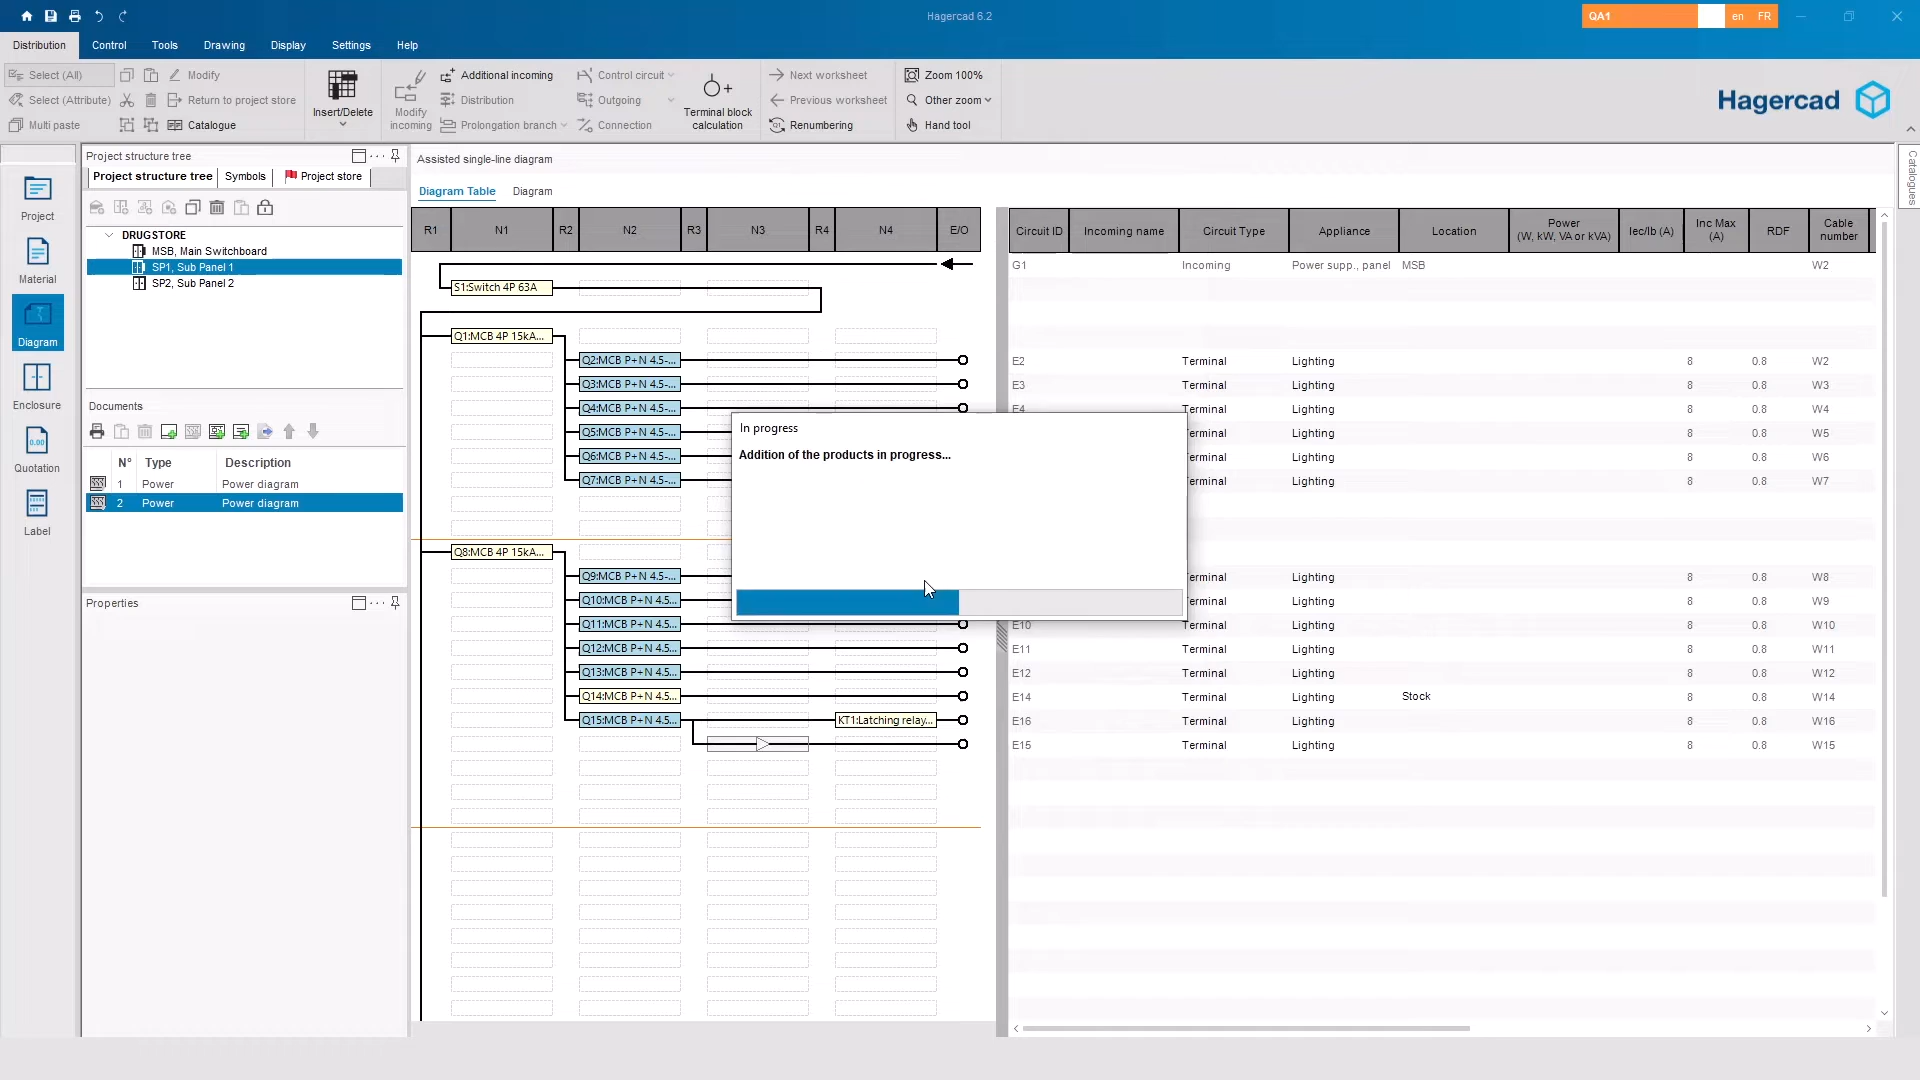 Hagercad 6.2
QA1
en
FR
Distribution
Control
Tools
Drawing
Display
Settings
Help
Select (All)
Modify
Select (Attribute)
Return to project store
Multi paste
Catalogue
Insert/Delete
Modify
incoming
Additional incoming
Distribution
Prolongation branch
Control circuit
Outgoing
Connection
Terminal block
calculation
Next worksheet
Previous worksheet
Renumbering
Zoom 100%
Other zoom
Hand tool
Hagercad
Catalogues
Project
Material
Diagram
Enclosure
0.00
Quotation
Label
Project structure tree
Project structure tree
Symbols
Project store
DRUGSTORE
MSB, Main Switchboard
SP1, Sub Panel 1
SP2, Sub Panel 2
Documents
N° Type Description
1 Power Power diagram
2 Power Power diagram
Properties
Assisted single-line diagram
Diagram Table
Diagram
R1 N1 R2 N2 R3 N3 R4 N4 E/O
S1:Switch 4P 63A
Q1:MCB 4P 15kA...
Q2:MCB P+N 4.5-...
Q3:MCB P+N 4.5-...
Q4:MCB P+N 4.5-...
Q5:MCB P+N 4.5-...
Q6:MCB P+N 4.5-...
Q7:MCB P+N 4.5-...
Q8:MCB 4P 15kA...
Q9:MCB P+N 4.5-...
Q10:MCB P+N 4.5...
Q11:MCB P+N 4.5...
Q12:MCB P+N 4.5...
Q13:MCB P+N 4.5...
Q14:MCB P+N 4.5...
Q15:MCB P+N 4.5...
KT1:Latching relay...
In progress
Addition of the products in progress...
Circuit ID
Incoming name
Circuit Type
Appliance
Location
Power
(W, kW, VA or kVA)
Iec/Ib (A)
Inc Max
(A)
RDF
Cable
number
G1 Incoming Power supp., panel MSB W2
E2 Terminal Lighting 8 0.8 W2
E3 Terminal Lighting 8 0.8 W3
E4 Terminal Lighting 8 0.8 W4
erminal Lighting 8 0.8 W5
erminal Lighting 8 0.8 W6
erminal Lighting 8 0.8 W7
erminal Lighting 8 0.8 W8
erminal Lighting 8 0.8 W9
E10 Terminal Lighting 8 0.8 W10
E11 Terminal Lighting 8 0.8 W11
E12 Terminal Lighting 8 0.8 W12
E14 Terminal Lighting Stock 8 0.8 W14
E16 Terminal Lighting 8 0.8 W16
E15 Terminal Lighting 8 0.8 W15